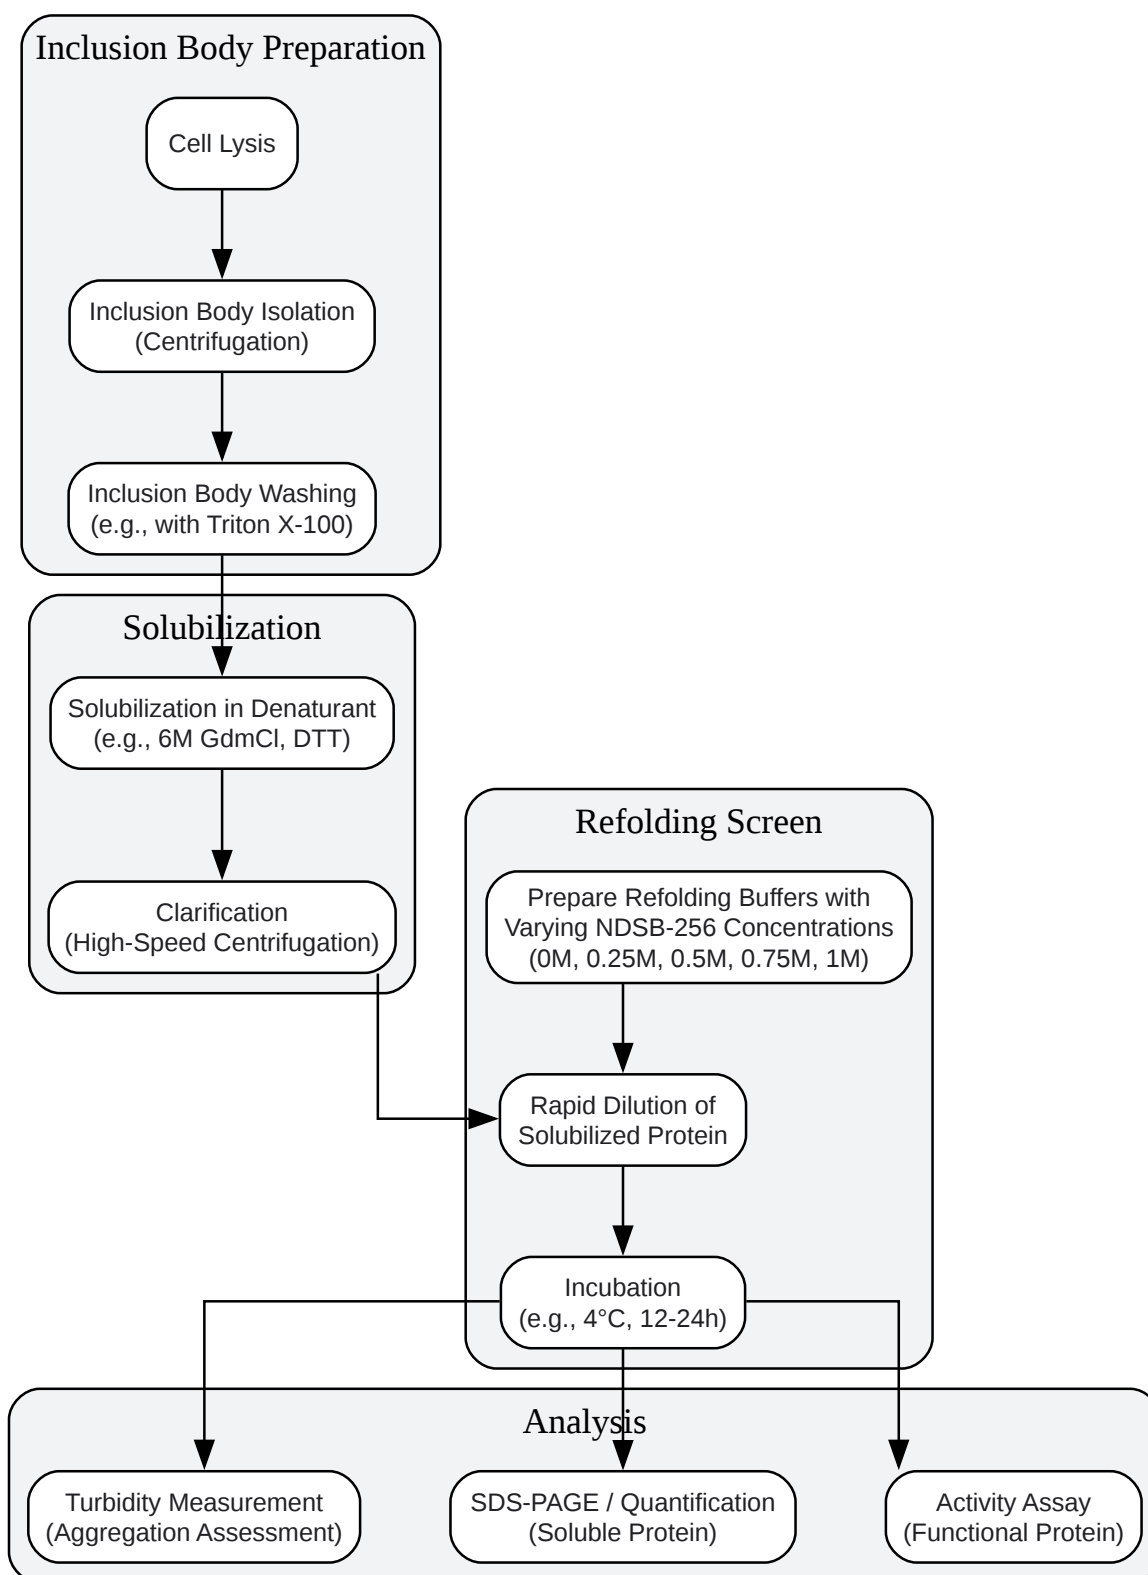 Inclusion Body Preparation
Cell Lysis
Inclusion Body Isolation
(Centrifugation)
Inclusion Body Washing
(e.g., with Triton X-100)
Solubilization
Solubilization in Denaturant
(e.g., 6M GdmCl, DTT)
Clarification
(High-Speed Centrifugation)
Refolding Screen
Prepare Refolding Buffers with
Varying NDSB-256 Concentrations
(0M, 0.25M, 0.5M, 0.75M, 1M)
Rapid Dilution of
Solubilized Protein
Incubation
(e.g., 4°C, 12-24h)
Analysis
Turbidity Measurement
(Aggregation Assessment)
SDS-PAGE / Quantification
(Soluble Protein)
Activity Assay
(Functional Protein)